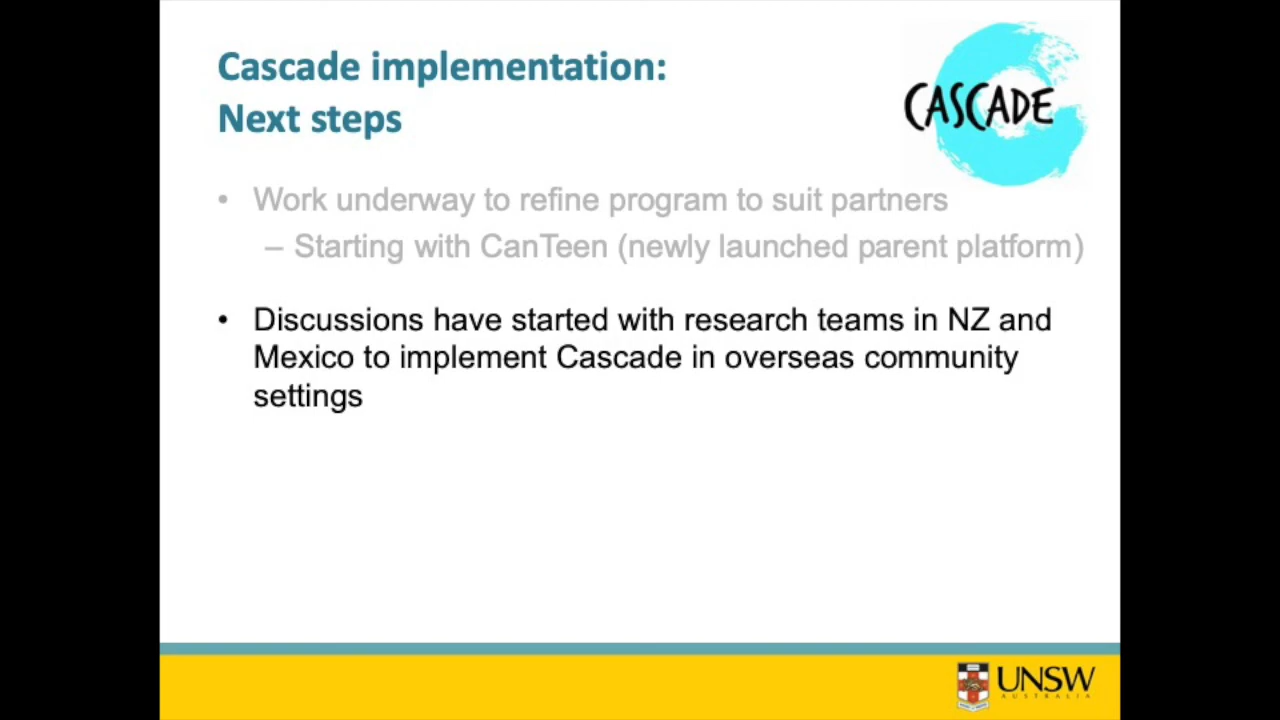 Cascade implementation:
Next steps
CASCADE
• Work underway to refine program to suit partners
– Starting with CanTeen (newly launched parent platform)
• Discussions have started with research teams in NZ and
Mexico to implement Cascade in overseas community
settings
UNSW
AUSTRALIA